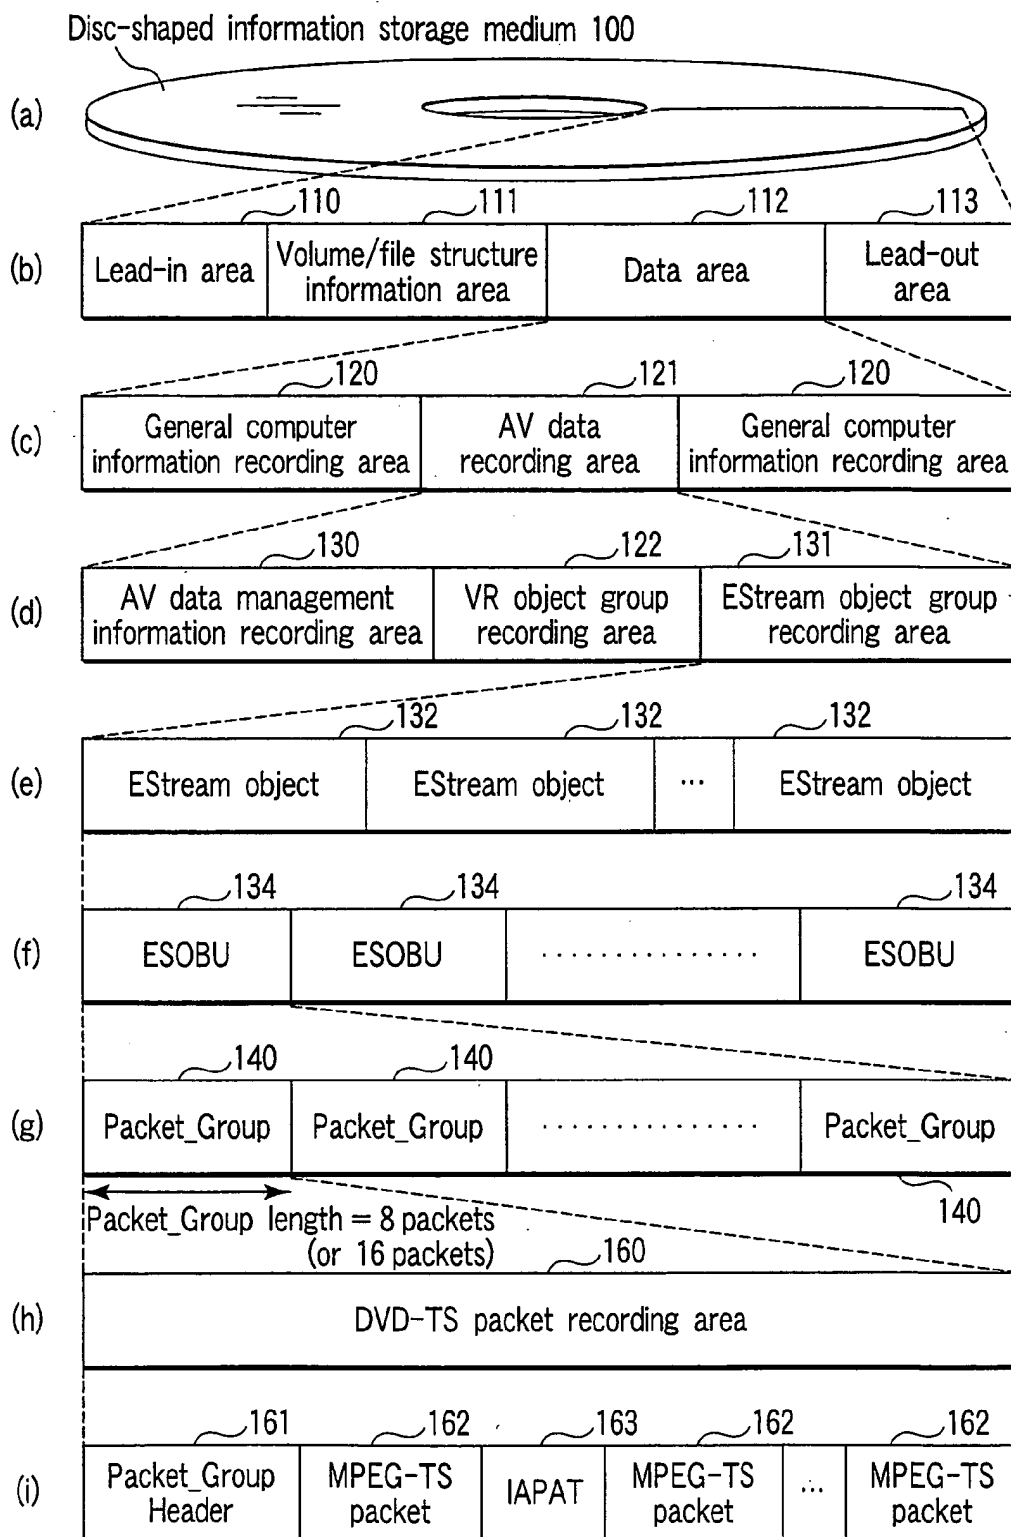 Disc-shaped information storage medium 100
(a)
110 111 112 113
(b) Lead-in area Volume/file structure information area Data area Lead-out area
120 121 120
(c) General computer information recording area AV data recording area General computer information recording area
130 122 131
(d) AV data management information recording area VR object group recording area EStream object group recording area
132 132 132
(e) EStream object EStream object ... EStream object
134 134 134
(f) ESOBU ESOBU ............... ESOBU
140 140
(g) Packet_Group Packet_Group ............... Packet_Group
140
Packet_Group length = 8 packets
(or 16 packets)
160
(h) DVD-TS packet recording area
161 162 163 162 162
(i) Packet_Group Header MPEG-TS packet IAPAT MPEG-TS packet ... MPEG-TS packet